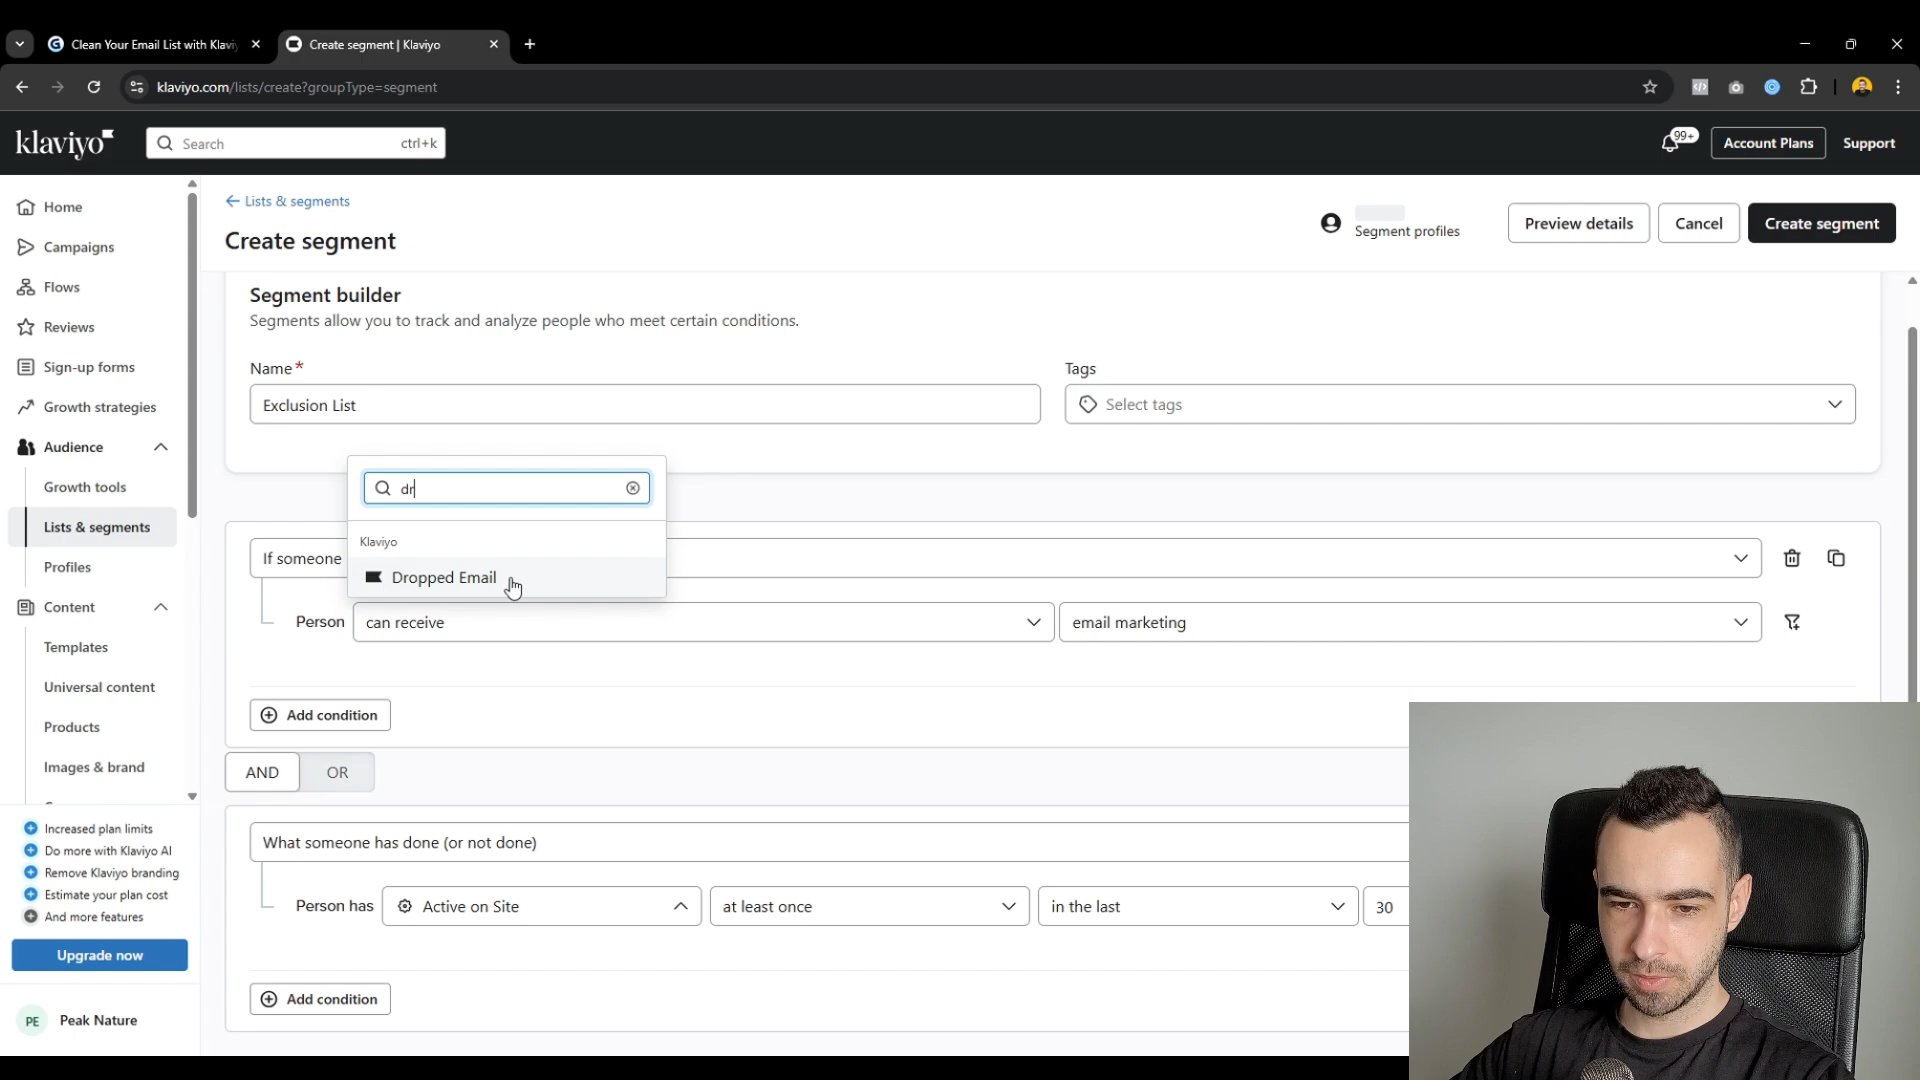 Clean Your Email List with Klaviy
Create segment | Klaviyo
klaviyo.com/lists/create?groupType=segment
klaviyo
Search
ctrl+k
99+
Account Plans
Support
Home
Campaigns
Flows
Reviews
Sign-up forms
Growth strategies
Audience
Growth tools
Lists & segments
Profiles
Content
Templates
Universal content
Products
Images & brand
Increased plan limits
Do more with Klaviyo AI
Remove Klaviyo branding
Estimate your plan cost
And more features
Upgrade now
PE
Peak Nature
Lists & segments
Create segment
Segment profiles
Preview details
Cancel
Create segment
Segment builder
Segments allow you to track and analyze people who meet certain conditions.
Name*
Tags
Exclusion List
Select tags
dr
Klaviyo
Dropped Email
If someone
Person
can receive
email marketing
Add condition
AND
OR
What someone has done (or not done)
Person has
Active on Site
at least once
in the last
30
Add condition